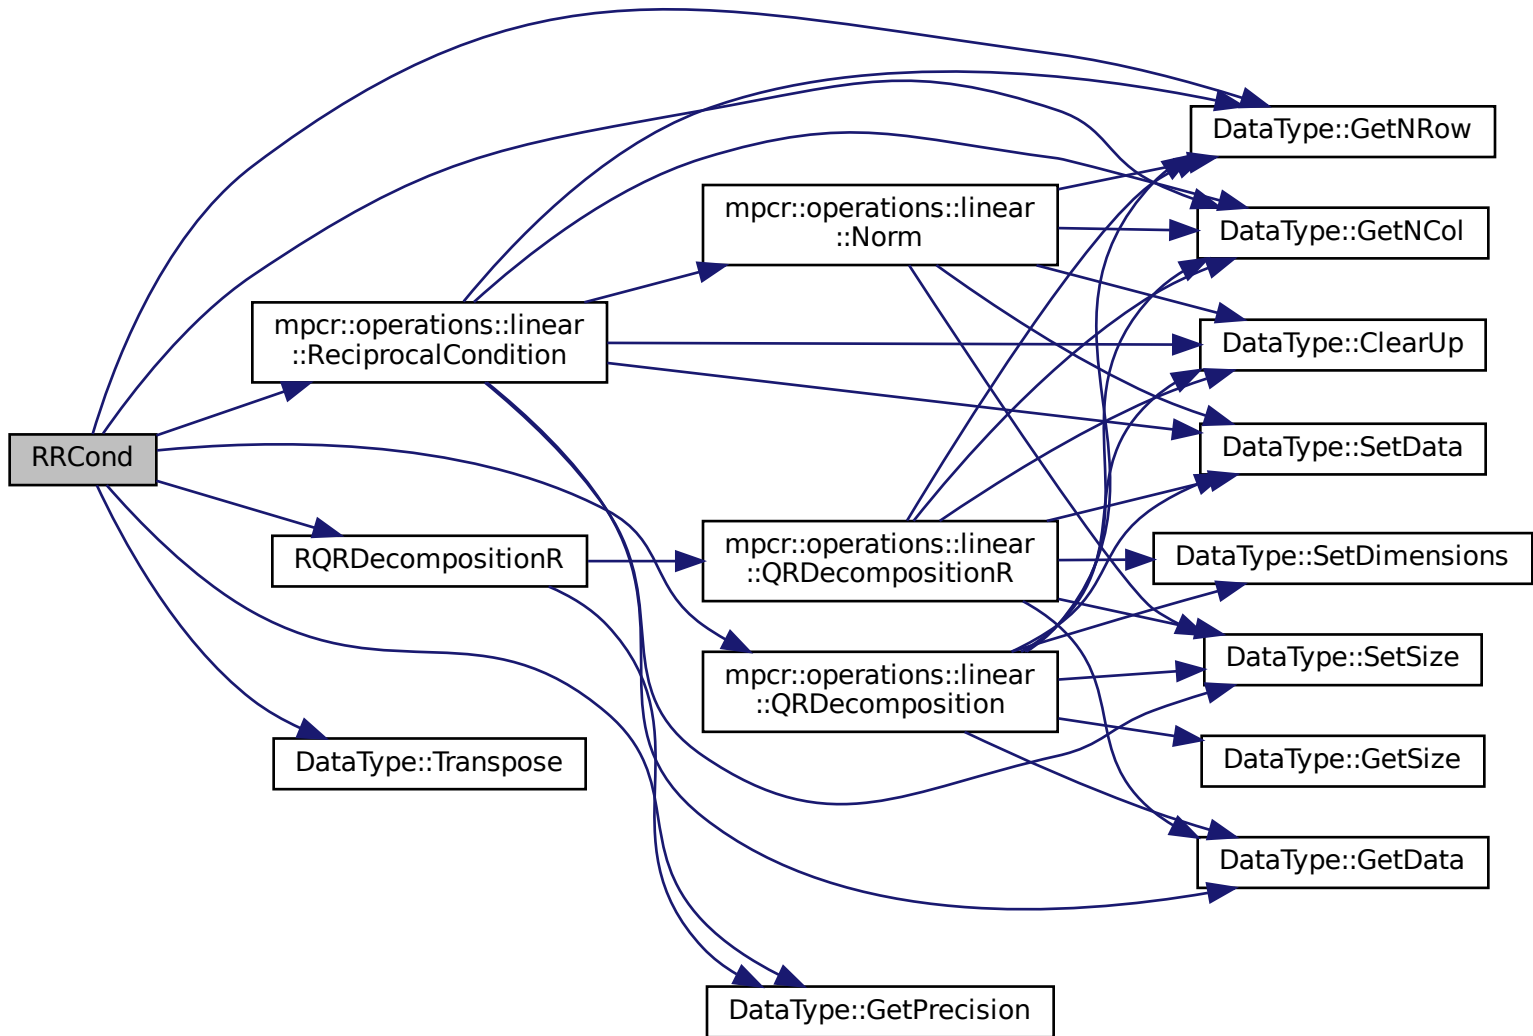 RRCond
mpcr::operations::linear
::ReciprocalCondition
RQRDecompositionR
DataType::Transpose
mpcr::operations::linear
::Norm
mpcr::operations::linear
::QRDecompositionR
mpcr::operations::linear
::QRDecomposition
DataType::GetPrecision
DataType::GetNRow
DataType::GetNCol
DataType::ClearUp
DataType::SetData
DataType::SetDimensions
DataType::SetSize
DataType::GetSize
DataType::GetData